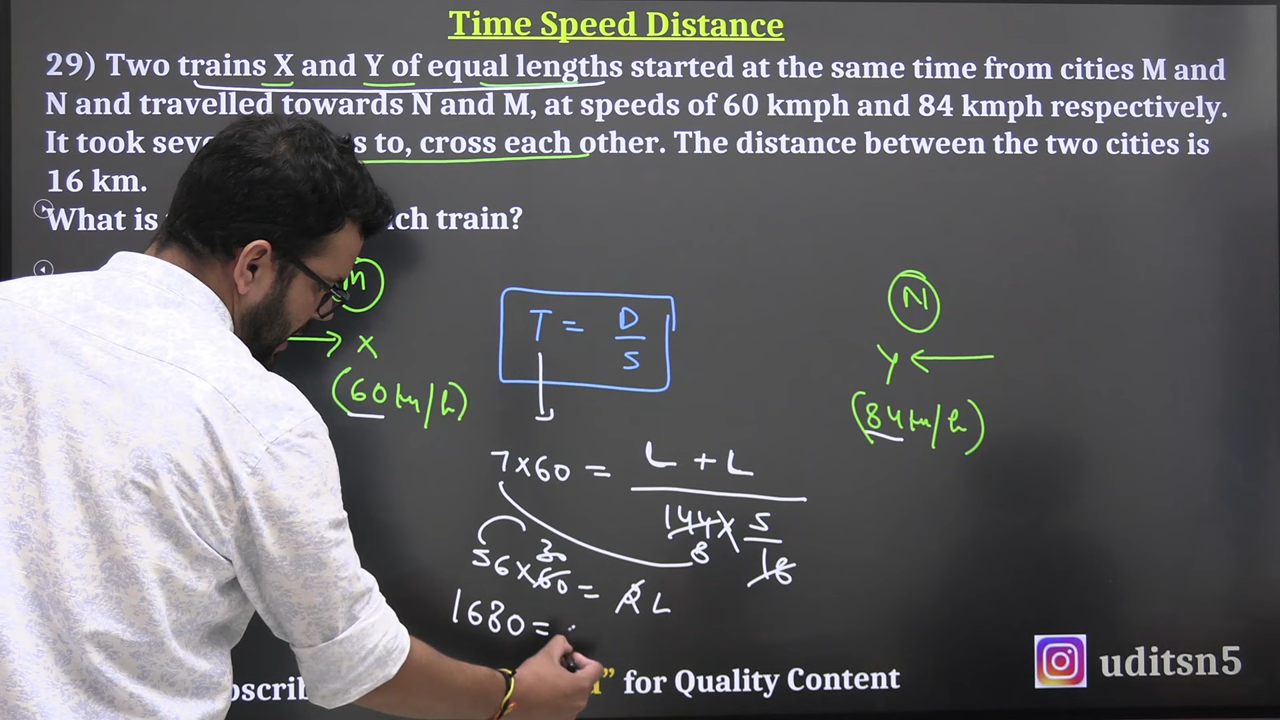 Time Speed Distance
29) Two trains X and Y of equal lengths started at the same time from cities M and
N and travelled towards N and M, at speeds of 60 kmph and 84 kmph respectively.
It took to, cross each other. The distance between the two cities is
16 km.
What is train?
M
N
→ X
Y ←
(60 km/h)
(84 km/h)
T = D/S
7×60 = L + L
144 × 5/18
8
30
56×60 = 2L
1680 =
for Quality Content
uditsn5